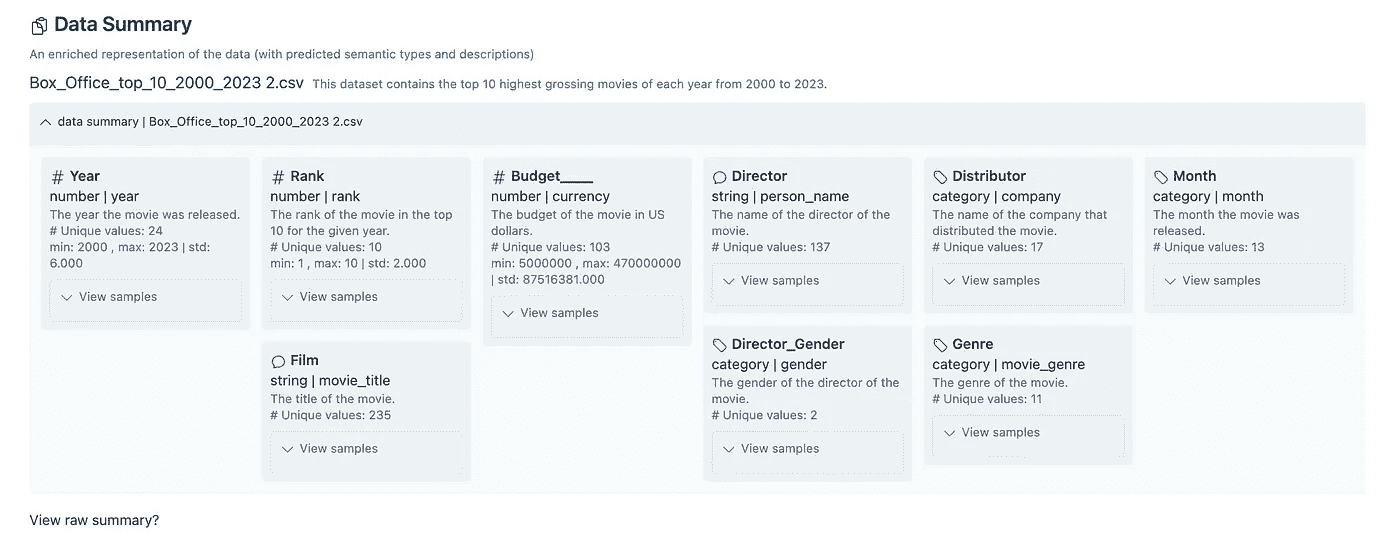 Data Summary
An enriched representation of the data (with predicted semantic types and descriptions)
Box_Office_top_10_2000_2023 2.csv This dataset contains the top 10 highest grossing movies of each year from 2000 to 2023.
data summary | Box_Office_top_10_2000_2023 2.csv
# Year
number | year
The year the movie was released.
# Unique values: 24
min: 2000 , max: 2023 | std:
6.000
View samples
# Rank
number | rank
The rank of the movie in the top
10 for the given year.
# Unique values: 10
min: 1 , max: 10 | std: 2.000
View samples
Film
string | movie_title
The title of the movie.
# Unique values: 235
View samples
# Budget____
number | currency
The budget of the movie in US
dollars.
# Unique values: 103
min: 5000000 , max: 470000000
| std: 87516381.000
View samples
Director
string | person_name
The name of the director of the
movie.
# Unique values: 137
View samples
Director_Gender
category | gender
The gender of the director of the
movie.
# Unique values: 2
View samples
Distributor
category | company
The name of the company that
distributed the movie.
# Unique values: 17
View samples
Genre
category | movie_genre
The genre of the movie.
# Unique values: 11
View samples
Month
category | month
The month the movie was
released.
# Unique values: 13
View samples
View raw summary?